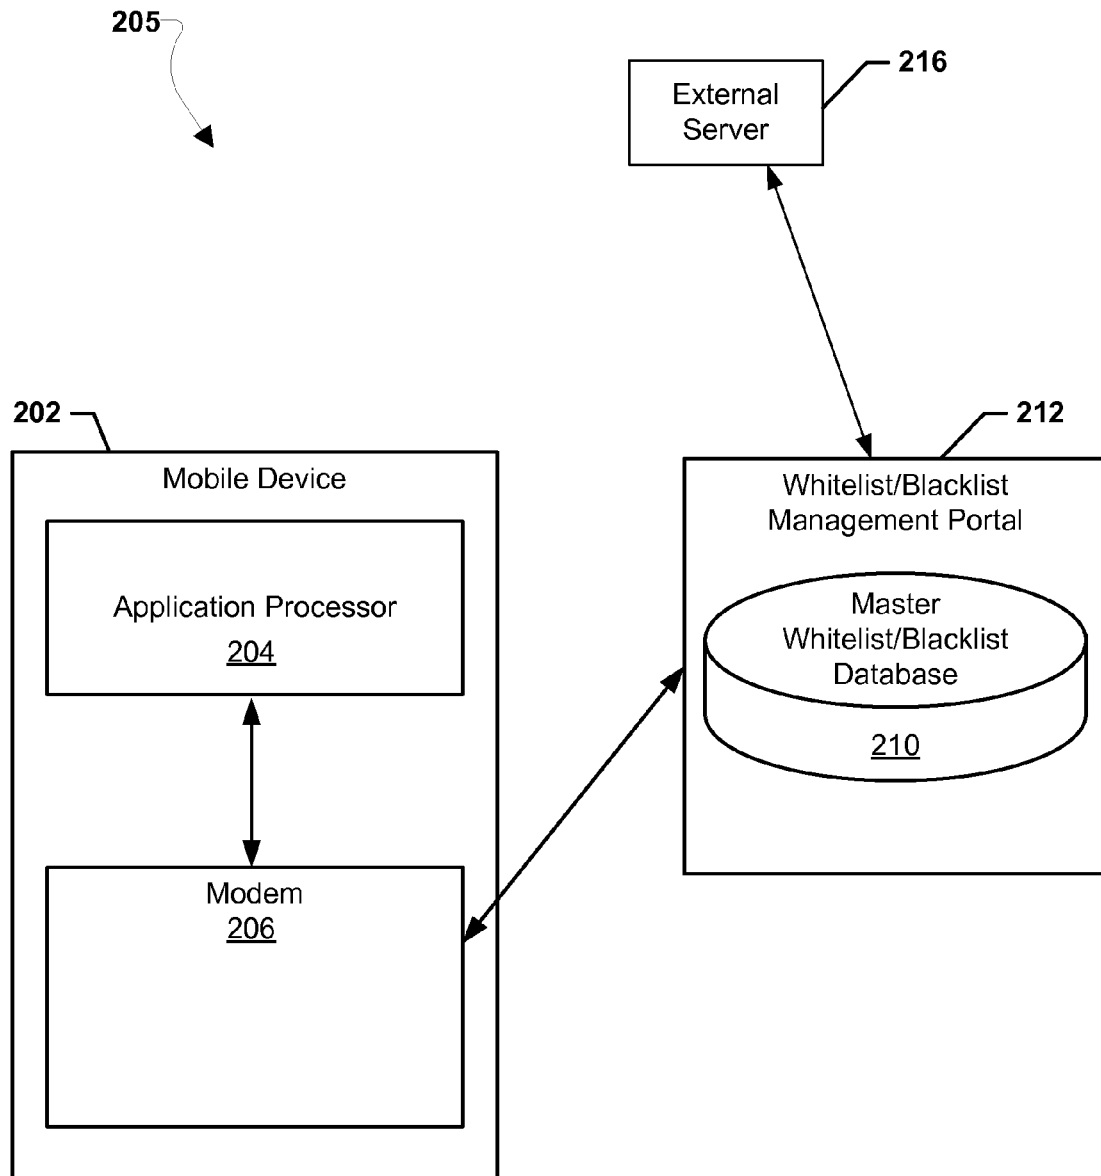 205
216
External
Server
202
212
Mobile Device
Whitelist/Blacklist
Management Portal
Application Processor
204
Master
Whitelist/Blacklist
Database
210
Modem
206